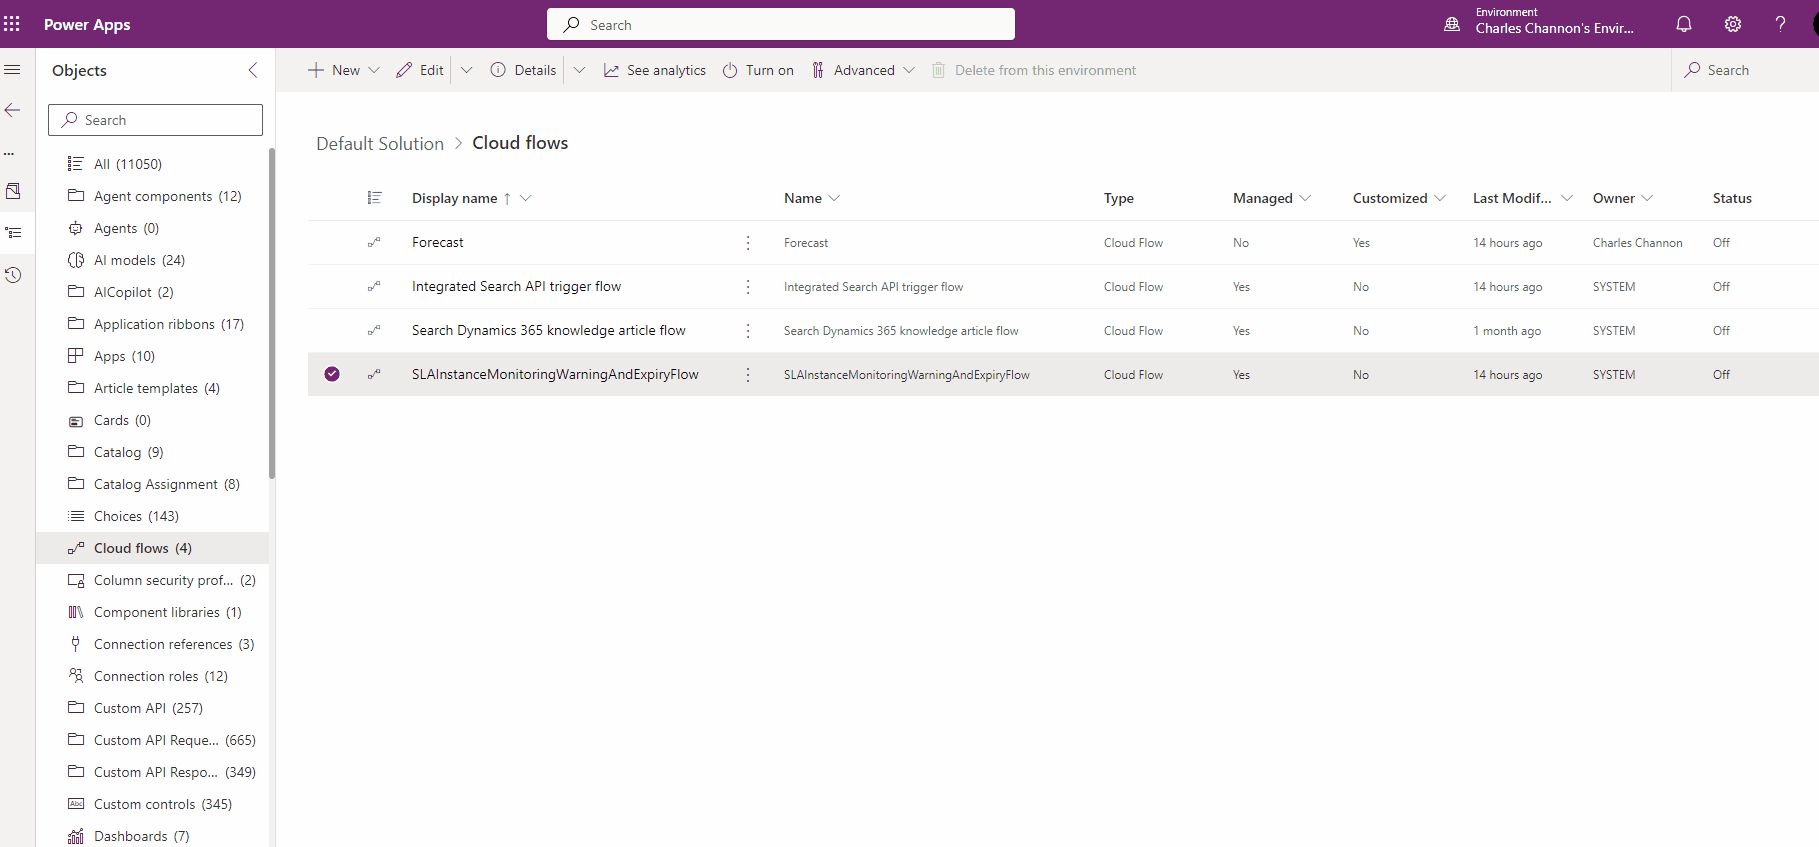 Power Apps
Search
Environment
Charles Channon's Envir...
?
Objects
New
Edit
Details
See analytics
Turn on
Advanced
Delete from this environment
Search
Search
...
All (11050)
Agent components (12)
Agents (0)
AI models (24)
AICopilot (2)
Application ribbons (17)
Apps (10)
Article templates (4)
Cards (0)
Catalog (9)
Catalog Assignment (8)
Choices (143)
Cloud flows (4)
Column security prof... (2)
Component libraries (1)
Connection references (3)
Connection roles (12)
Custom API (257)
Custom API Reque... (665)
Custom API Respo... (349)
Abc Custom controls (345)
Dashboards (7)
Default Solution > Cloud flows
Display name ↑ Name Type Managed Customized Last Modif... Owner Status
Forecast Forecast Cloud Flow No Yes 14 hours ago Charles Channon Off
Integrated Search API trigger flow Integrated Search API trigger flow Cloud Flow Yes No 14 hours ago SYSTEM Off
Search Dynamics 365 knowledge article flow Search Dynamics 365 knowledge article flow Cloud Flow Yes No 1 month ago SYSTEM Off
SLAInstanceMonitoringWarningAndExpiryFlow SLAInstanceMonitoringWarningAndExpiryFlow Cloud Flow Yes No 14 hours ago SYSTEM Off